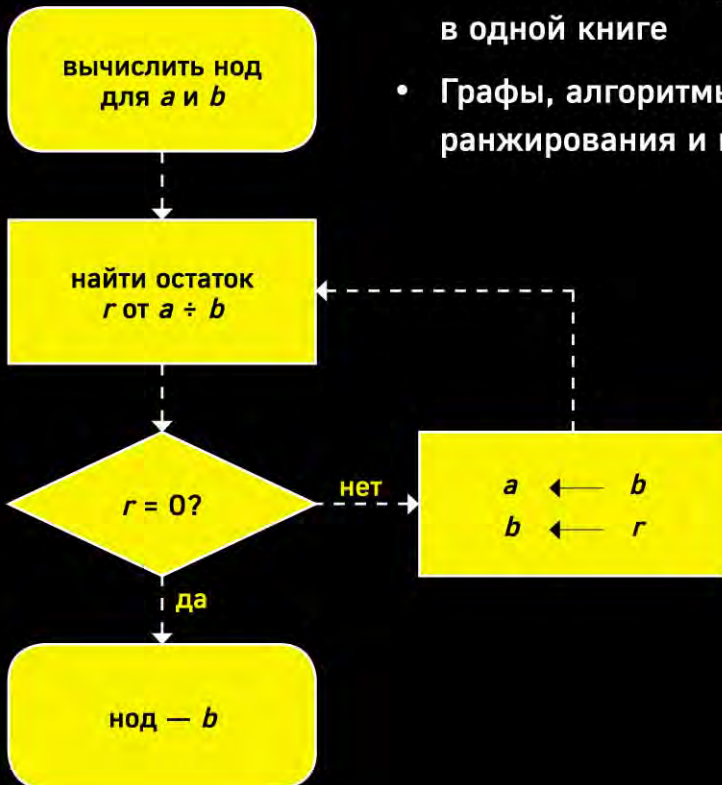 в одной книге
• Графы, алгоритмы
ранжирования и
вычислить нод
для a и b
найти остаток
r от a ÷ b
r = 0?
нет
a ← b
b ← r
да
нод — b